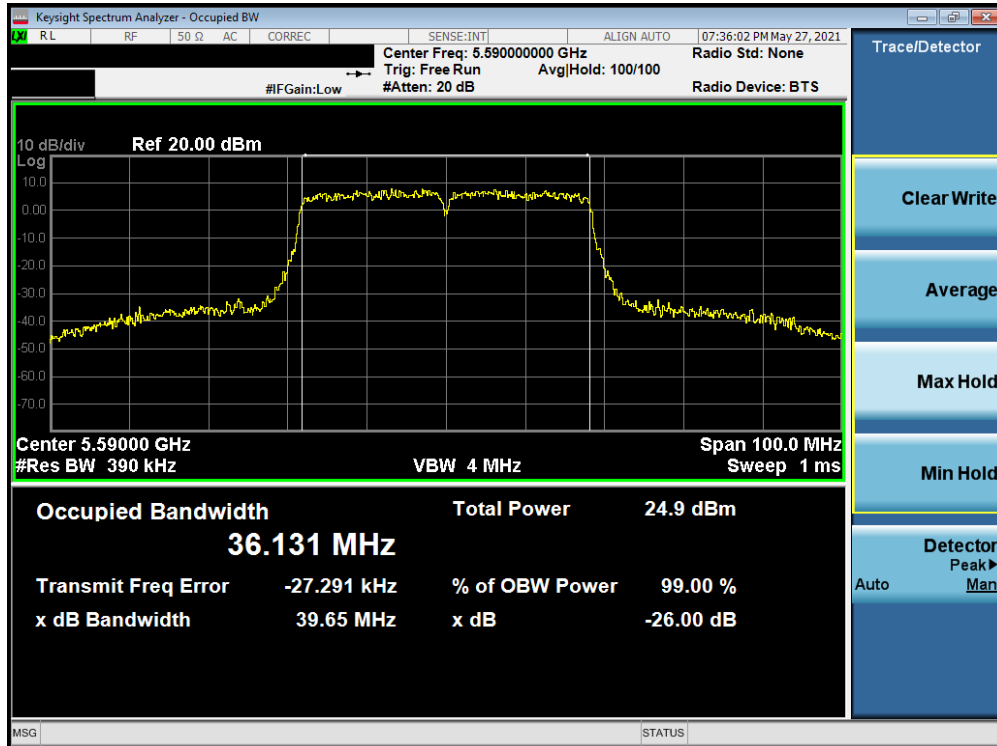 Keysight Spectrum Analyzer - Occupied BW
LXI RL RF 50 Ω AC CORREC SENSE:INT ALIGN AUTO 07:36:02 PM May 27, 2021
Center Freq: 5.590000000 GHz Radio Std: None
Trig: Free Run Avg|Hold: 100/100
#IFGain:Low #Atten: 20 dB Radio Device: BTS
10 dB/div Ref 20.00 dBm
Log
10.0
0.00
-10.0
-20.0
-30.0
-40.0
-50.0
-60.0
-70.0
Center 5.59000 GHz Span 100.0 MHz
#Res BW 390 kHz VBW 4 MHz Sweep 1 ms
Occupied Bandwidth Total Power 24.9 dBm
36.131 MHz
Transmit Freq Error -27.291 kHz % of OBW Power 99.00 %
x dB Bandwidth 39.65 MHz x dB -26.00 dB
Trace/Detector
Clear Write
Average
Max Hold
Min Hold
Detector
Peak▶
Auto Man
MSG STATUS